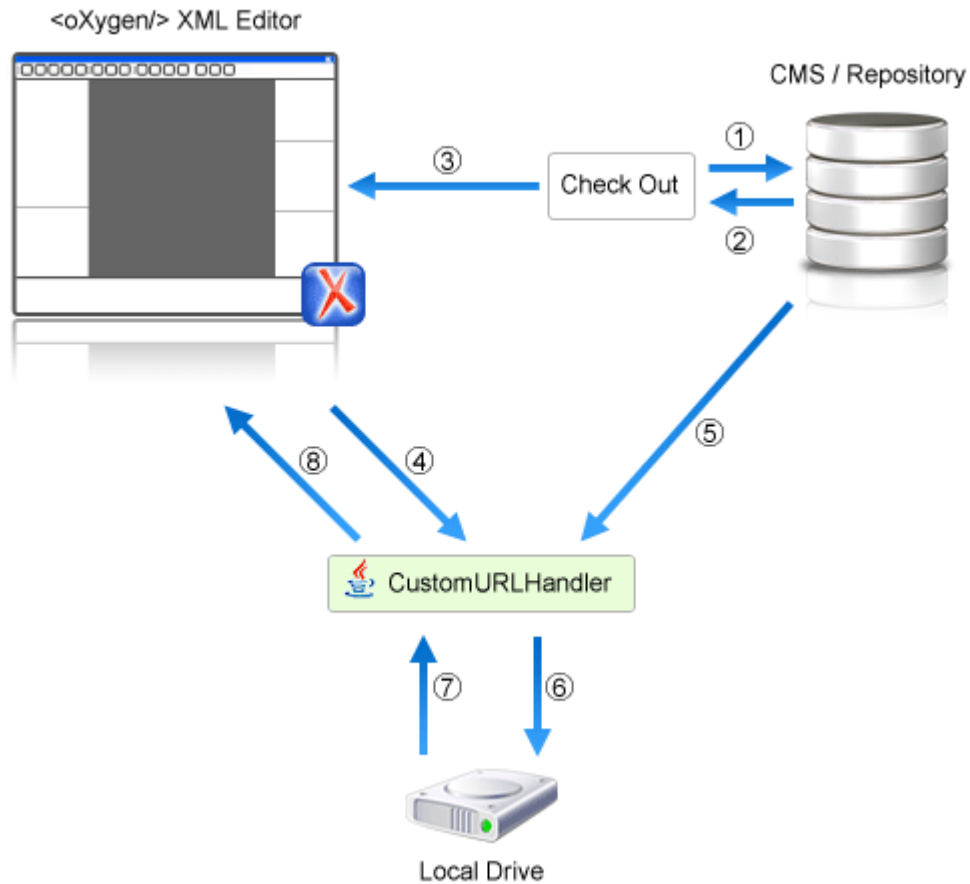 <oXygen/> XML Editor
CMS / Repository
①
③
Check Out
②
⑤
⑧
④
CustomURLHandler
⑦
⑥
Local Drive